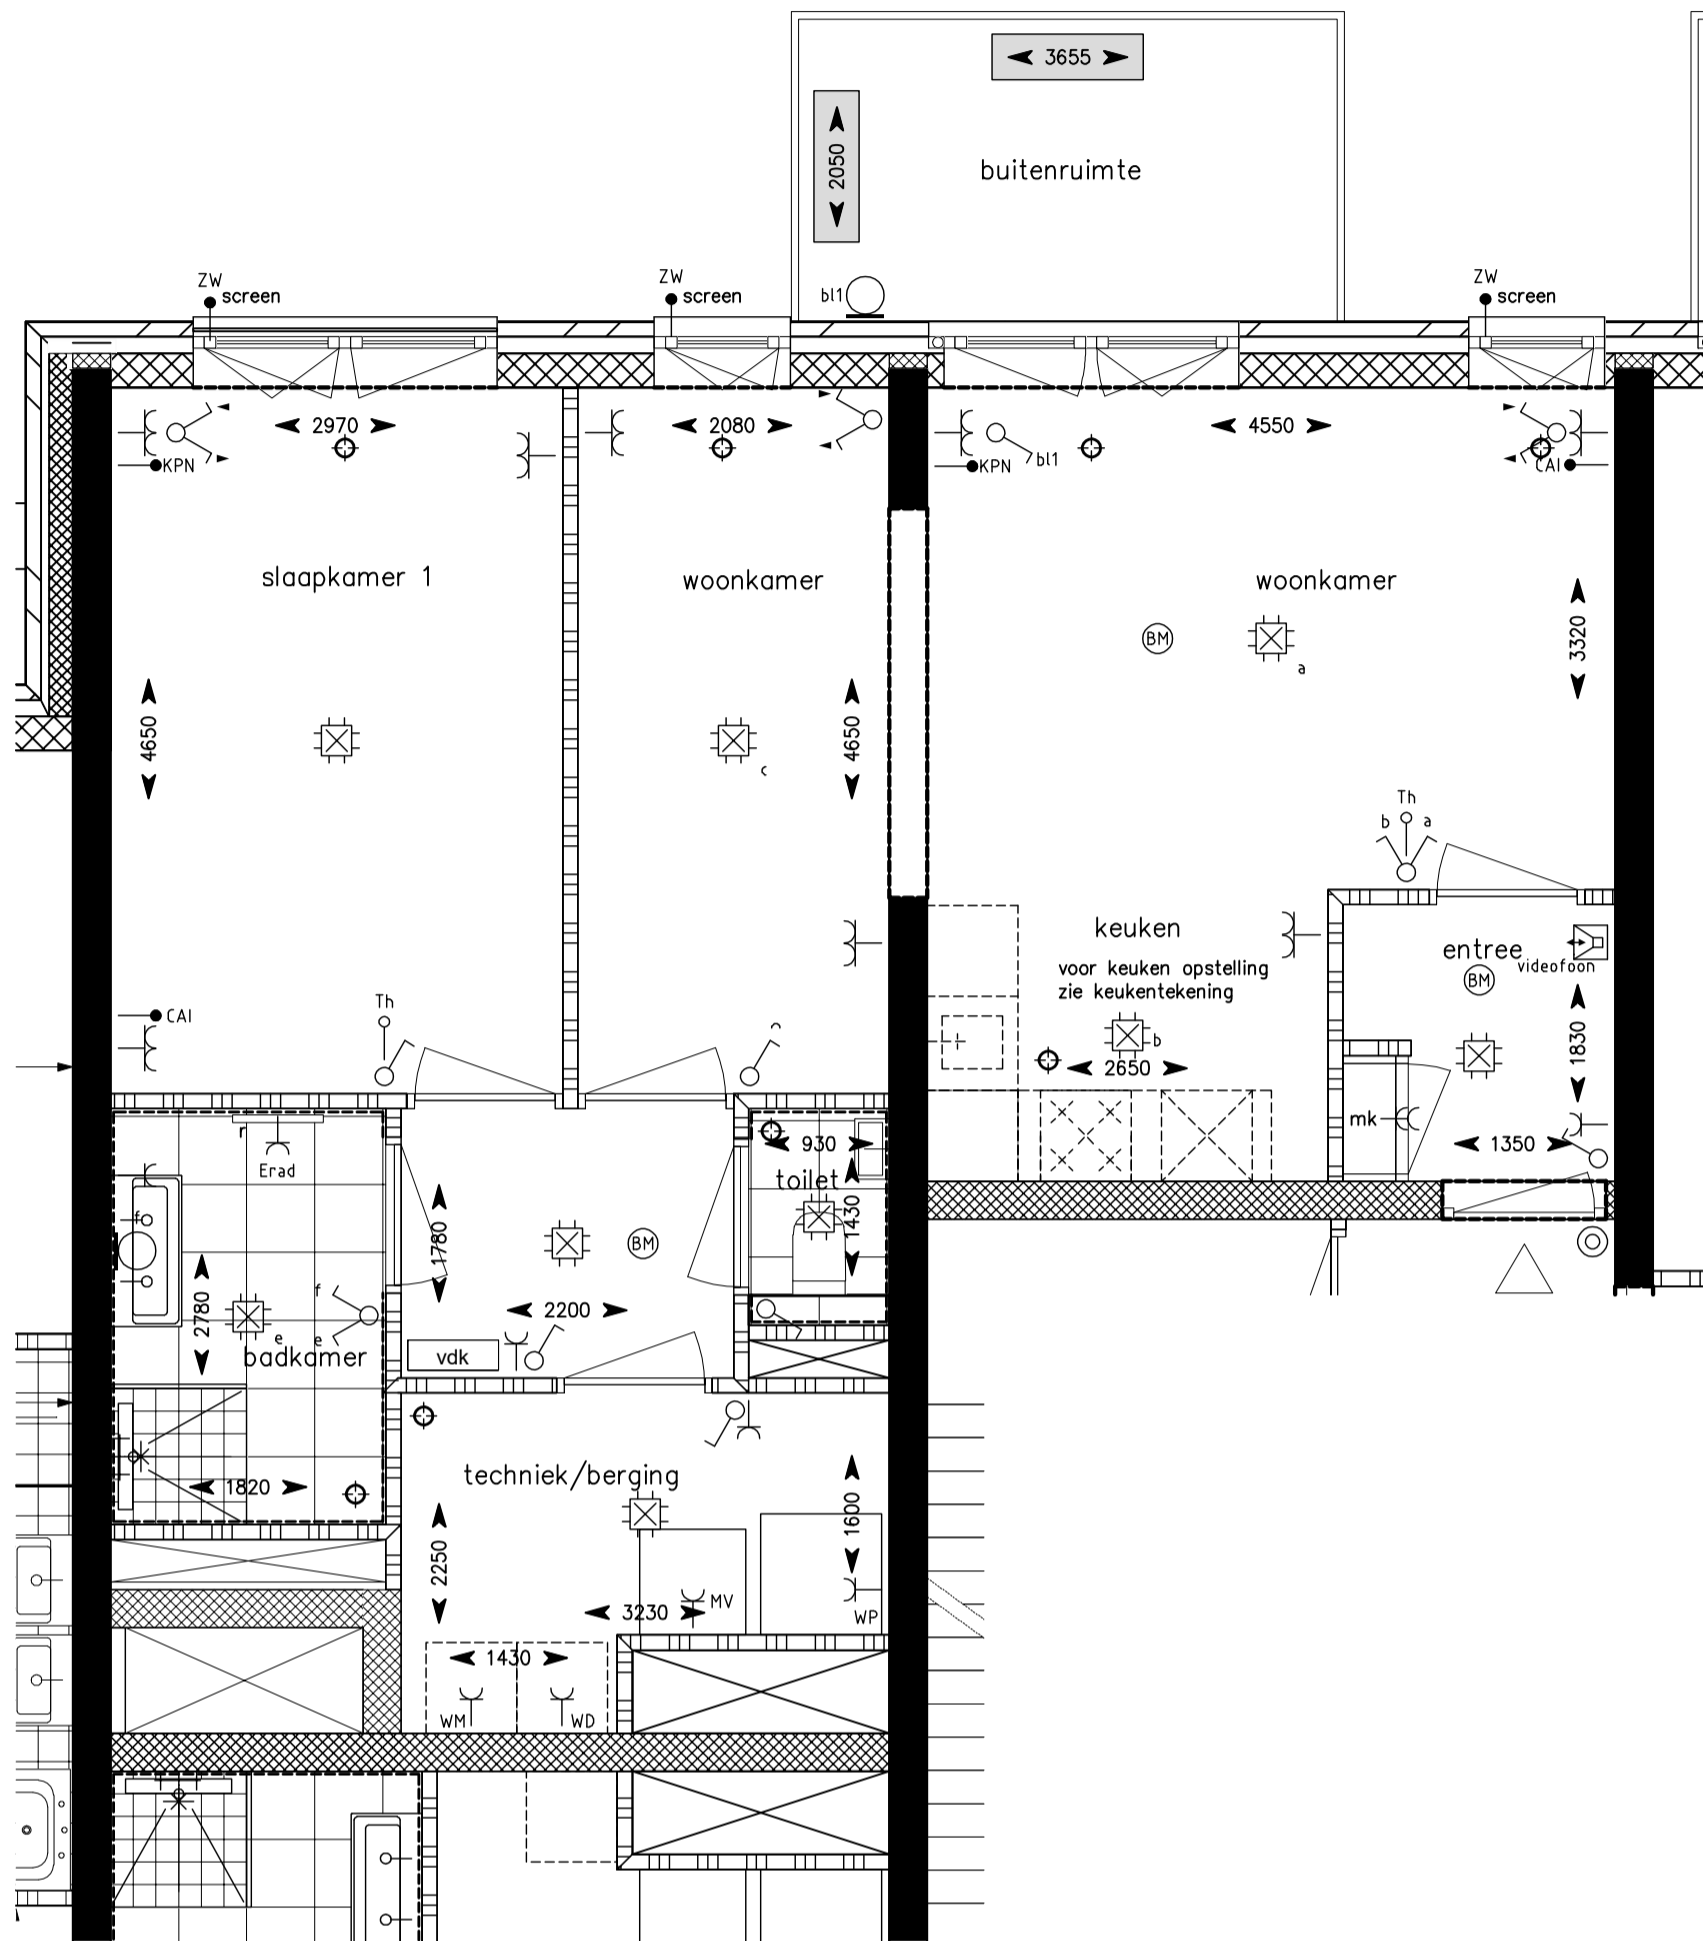 3655
2050
buitenruimte
bl1
ZW
screen
ZW
screen
ZW
screen
2970
2080
4550
KPN
KPN
bl1
CAI
slaapkamer 1
woonkamer
woonkamer
BM
a
3320
4650
4650
c
Th
b a
keuken
voor keuken opstelling
zie keukentekening
b
2650
entree
videofoon
BM
1830
CAI
Th
mk
1350
r
Erad
930
toilet
1430
f
1780
BM
2200
2780
f
e
e
badkamer
vdk
1820
techniek/berging
1600
2250
3230
MV
WP
1430
WM
WD